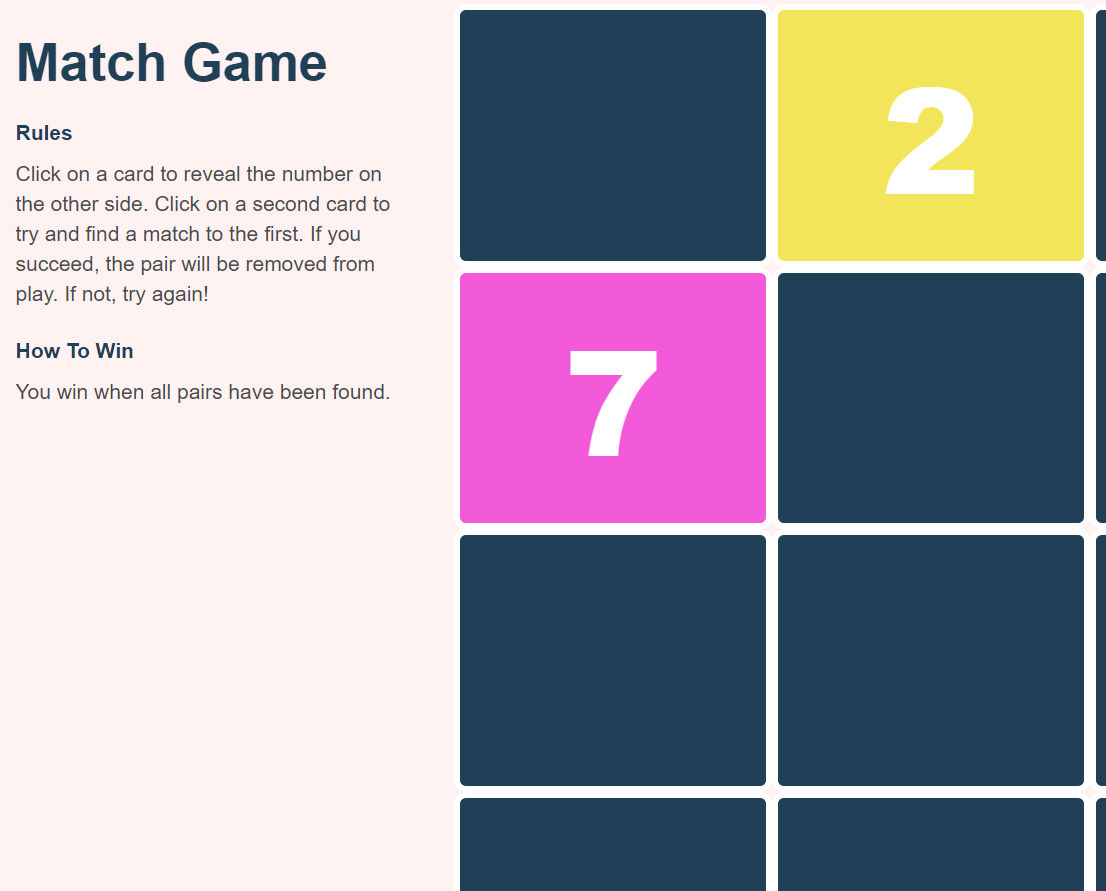 Match Game
Rules
Click on a card to reveal the number on
the other side. Click on a second card to
try and find a match to the first. If you
succeed, the pair will be removed from
play. If not, try again!
How To Win
You win when all pairs have been found.
2
7